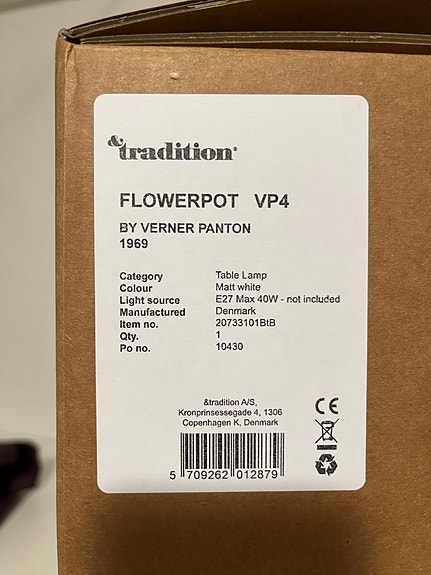 &tradition®
FLOWERPOT VP4
BY VERNER PANTON
1969
Category Table Lamp
Colour Matt white
Light source E27 Max 40W - not included
Manufactured Denmark
Item no. 20733101BtB
Qty. 1
Po no. 10430
&tradition A/S,
Kronprinsessegade 4, 1306
Copenhagen K, Denmark
CE
5 709262 012879